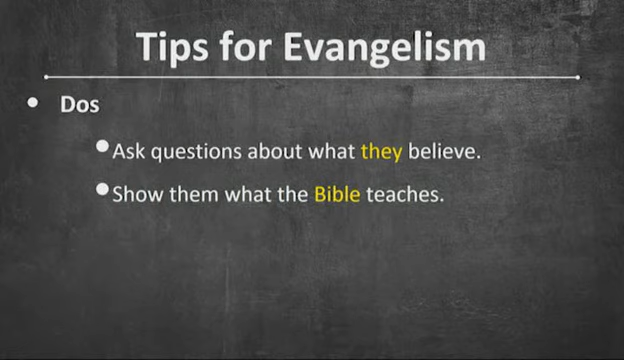 Tips for Evangelism
• Dos
• Ask questions about what they believe.
• Show them what the Bible teaches.